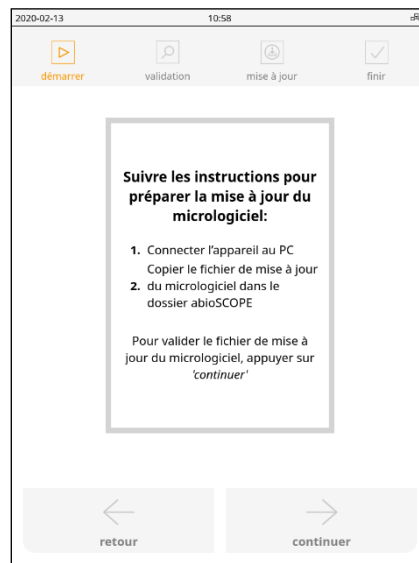 2020-02-13 10:58
démarrer validation mise à jour finir
Suivre les instructions pour
préparer la mise à jour du
micrologiciel:
1. Connecter l'appareil au PC
Copier le fichier de mise à jour
2. du micrologiciel dans le
dossier abioSCOPE
Pour valider le fichier de mise à
jour du micrologiciel, appuyer sur
'continuer'
retour continuer